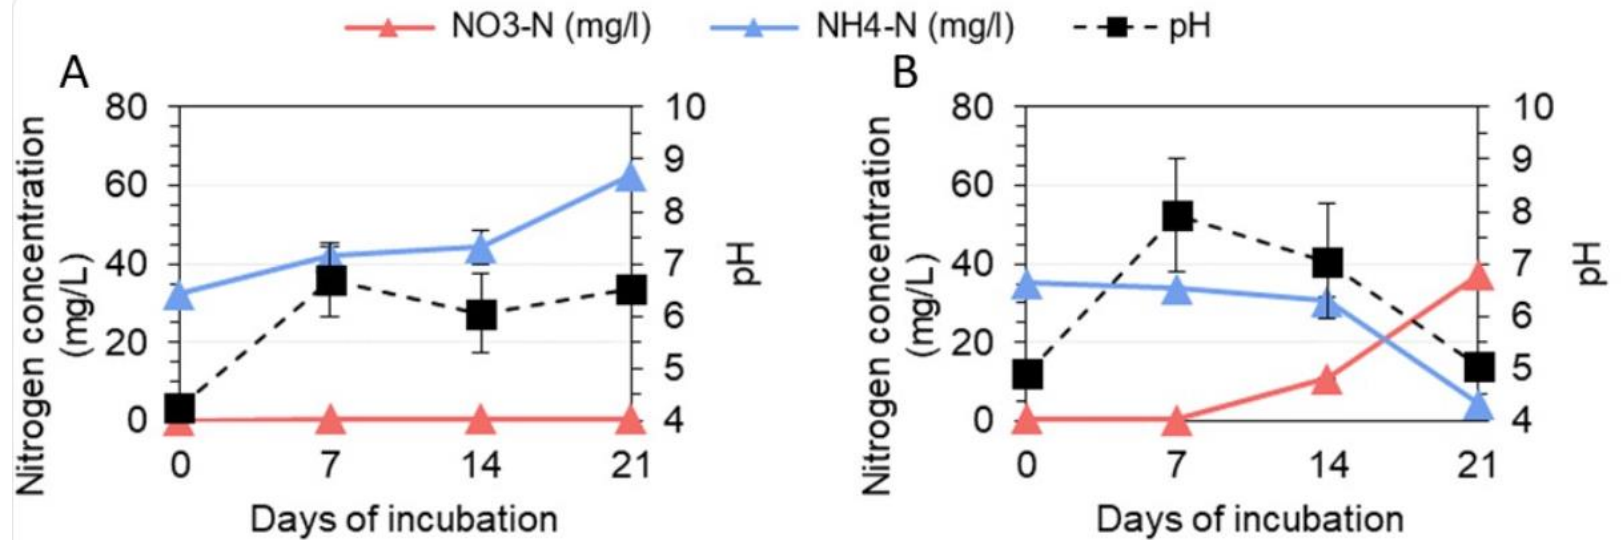 NO3-N (mg/l) NH4-N (mg/l) pH
A
Nitrogen concentration
(mg/L)
80
60
40
20
0
10
9
8
7
6
5
4
pH
0 7 14 21
Days of incubation
B
Nitrogen concentration
(mg/L)
80
60
40
20
0
10
9
8
7
6
5
4
pH
0 7 14 21
Days of incubation